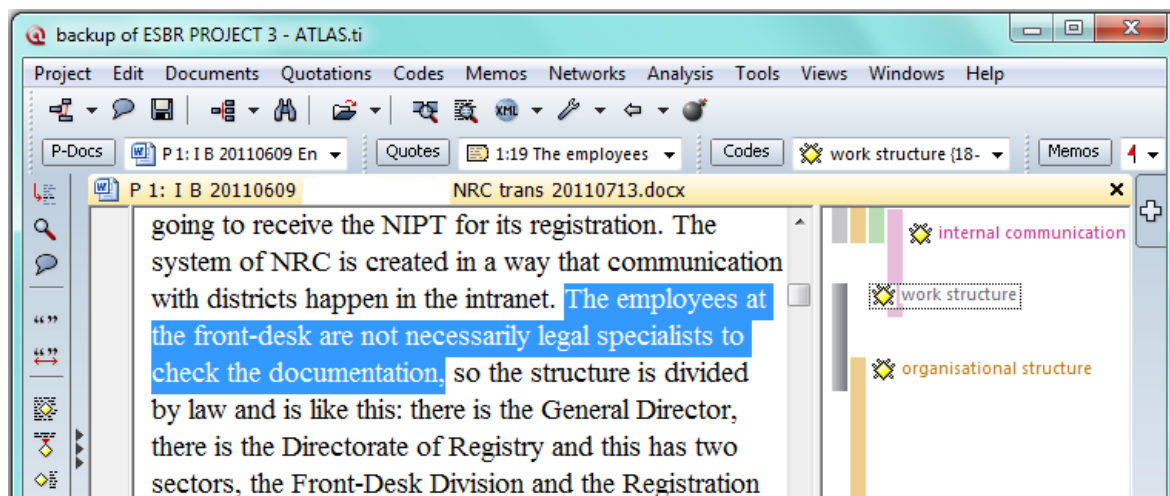 backup of ESBR PROJECT 3 - ATLAS.ti
Project Edit Documents Quotations Codes Memos Networks Analysis Tools Views Windows Help
XML
P-Docs P 1: I B 20110609 En Quotes 1:19 The employees Codes work structure {18- Memos
P 1: I B 20110609 NRC trans 20110713.docx
going to receive the NIPT for its registration. The
internal communication
system of NRC is created in a way that communication
with districts happen in the intranet. The employees at
work structure
the front-desk are not necessarily legal specialists to
check the documentation, so the structure is divided
organisational structure
by law and is like this: there is the General Director,
there is the Directorate of Registry and this has two
sectors, the Front-Desk Division and the Registration